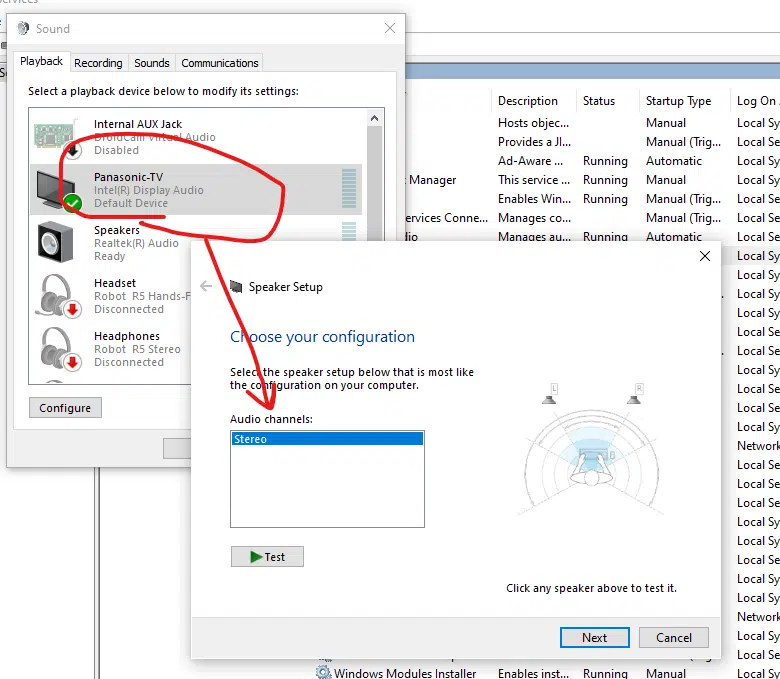 Services
Sound
Playback Recording Sounds Communications
Select a playback device below to modify its settings:
Internal AUX Jack
DroidCam Virtual Audio
Disabled
Panasonic-TV
Intel(R) Display Audio
Default Device
Speakers
Realtek(R) Audio
Ready
Headset
Robot R5 Hands-F
Disconnected
Headphones
Robot R5 Stereo
Disconnected
Configure
Description Status Startup Type Log On
Hosts objec... Manual Local Sy
Provides a JI... Manual (Trig... Local Sy
Ad-Aware ... Running Automatic Local Sy
Manager This service ... Running Manual Local Sy
Enables Win... Running Manual (Trig... Local Sy
ervices Conne... Manages co... Manual (Trig... Local Sy
dio Manages au... Running Automatic Local Se
Local Sy
Local Se
Local Se
Local Sy
Local Se
Local Se
Local Sy
Local Sy
Local Se
Local Sy
Network
Local Se
Local Sy
Local Se
Local Se
Local Sy
Local Sy
Local Sy
Local Sy
Network
Local Sy
Local Se
Windows Modules Installer Enables inst... Running Manual Local Sy
Speaker Setup
Choose your configuration
Select the speaker setup below that is most like
the configuration on your computer.
Audio channels:
Stereo
L R
Test
Click any speaker above to test it.
Next Cancel